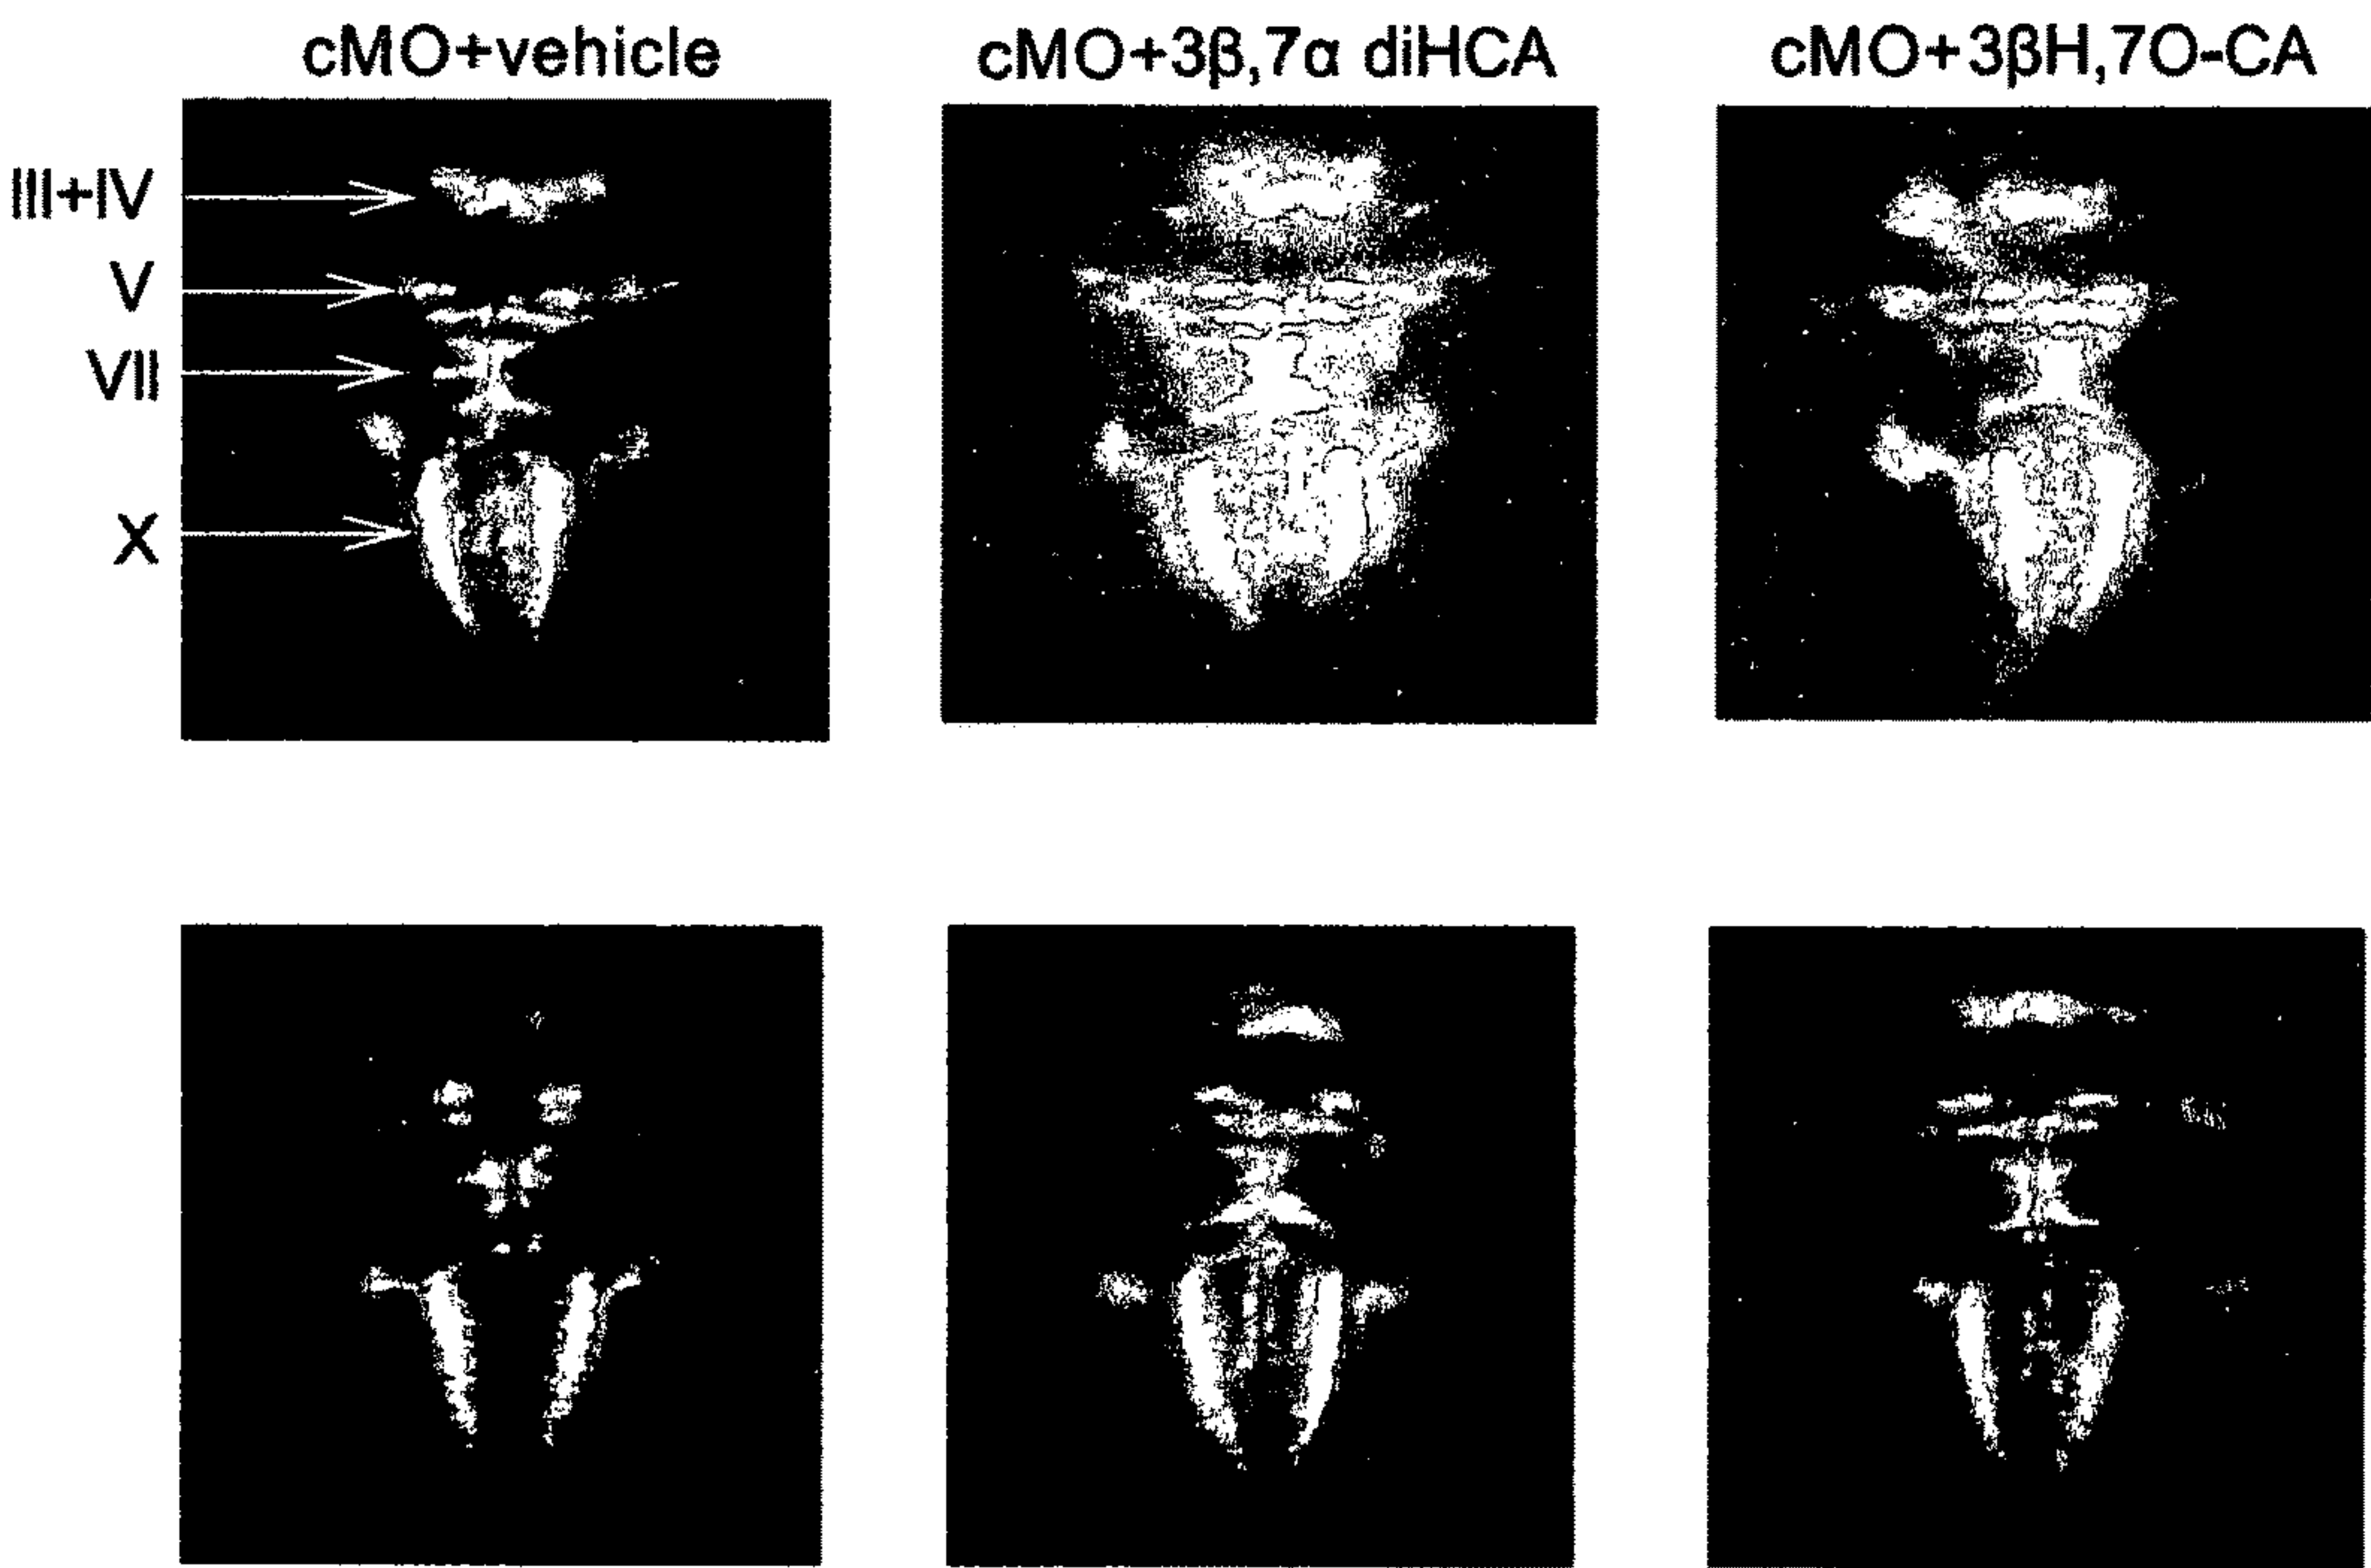 cMO+vehicle
cMO+3β,7α diHCA
cMO+3βH,7O-CA
III+IV
V
VII
X